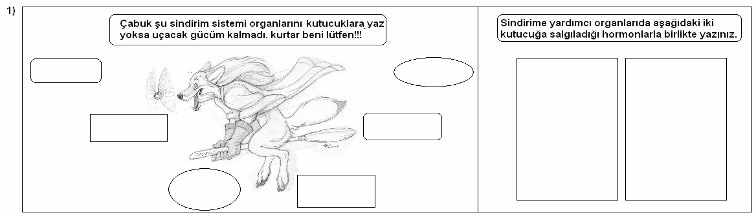 1)
Çabuk şu sindirim sistemi organlarını kutucuklara yaz
yoksa uçacak gücüm kalmadı. kurtar beni lütfen!!!
Sindirime yardımcı organlarıda aşağıdaki iki
kutucuğa salgıladığı hormonlarla birlikte yazınız.